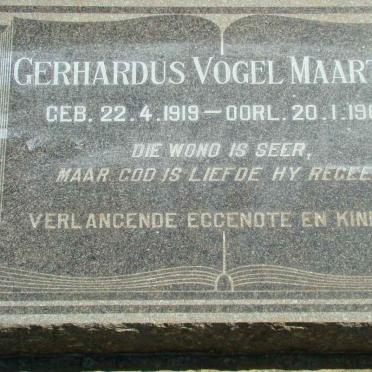 GERHARDUS VOGEL MAART
GEB. 22.4.1919 — OORL. 20.1.19
DIE WOND IS SEER,
MAAR GOD IS LIEFDE HY REGEE
VERLANGENDE EGGENOTE EN KIN